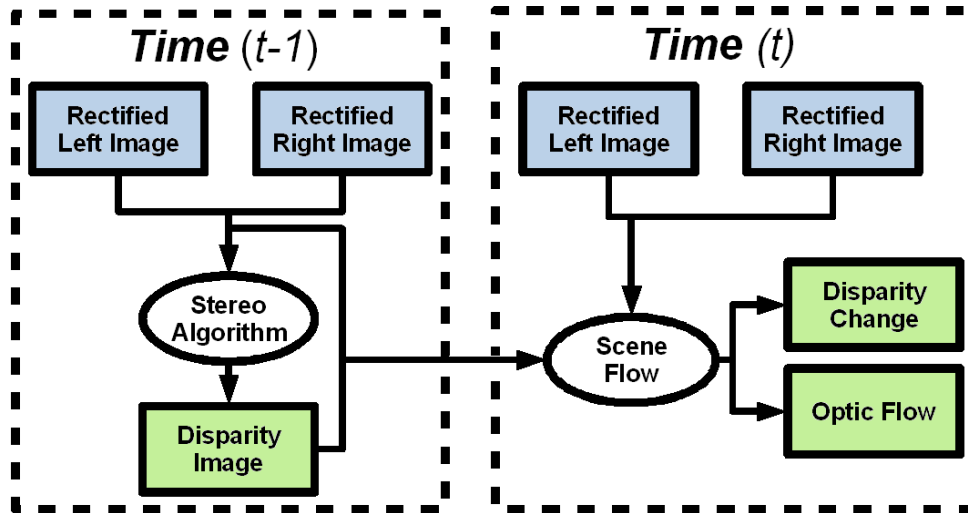 Time (t-1)
Rectified
Left Image
Rectified
Right Image
Stereo
Algorithm
Disparity
Image
Time (t)
Rectified
Left Image
Rectified
Right Image
Scene
Flow
Disparity
Change
Optic Flow